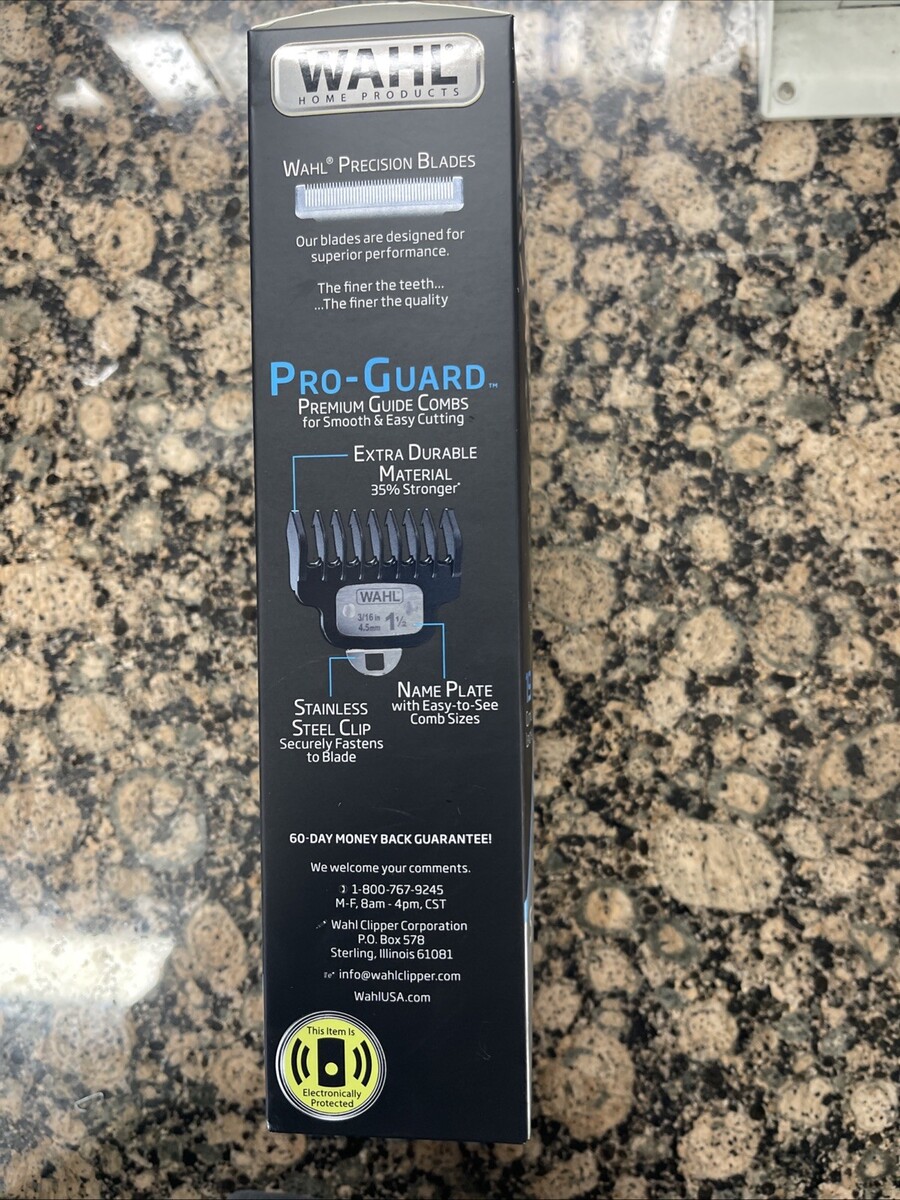 WAHL®
HOME PRODUCTS
WAHL® PRECISION BLADES
Our blades are designed for
superior performance.
The finer the teeth...
...The finer the quality
PRO-GUARD™
PREMIUM GUIDE COMBS
for Smooth & Easy Cutting
EXTRA DURABLE
MATERIAL
35% Stronger*
WAHL
3/16 in
4.5mm
1½
NAME PLATE
with Easy-to-See
Comb Sizes
STAINLESS
STEEL CLIP
Securely Fastens
to Blade
60-DAY MONEY BACK GUARANTEE!
We welcome your comments.
1-800-767-9245
M-F, 8am - 4pm, CST
Wahl Clipper Corporation
P.O. Box 578
Sterling, Illinois 61081
info@wahlclipper.com
WahlUSA.com
This Item Is
Electronically
Protected